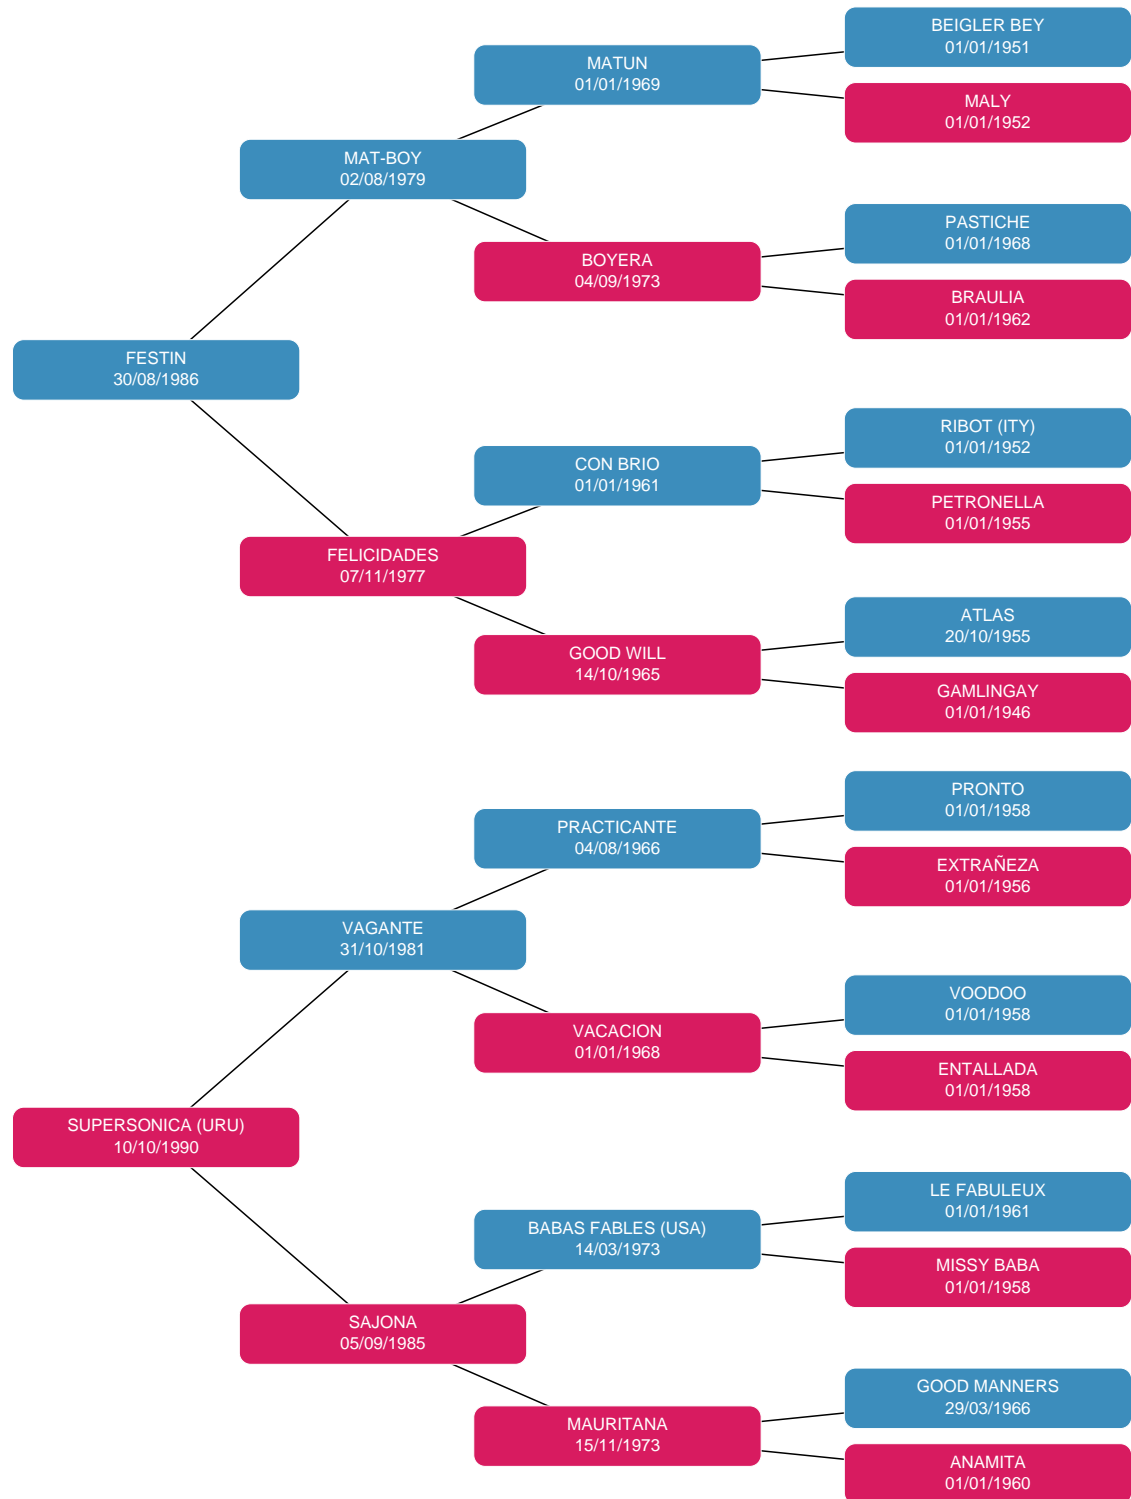 BEIGLER BEY
01/01/1951
MATUN
01/01/1969
MALY
01/01/1952
MAT-BOY
02/08/1979
PASTICHE
01/01/1968
BOYERA
04/09/1973
BRAULIA
01/01/1962
FESTIN
30/08/1986
RIBOT (ITY)
01/01/1952
CON BRIO
01/01/1961
PETRONELLA
01/01/1955
FELICIDADES
07/11/1977
ATLAS
20/10/1955
GOOD WILL
14/10/1965
GAMLINGAY
01/01/1946
PRONTO
01/01/1958
PRACTICANTE
04/08/1966
EXTRAÑEZA
01/01/1956
VAGANTE
31/10/1981
VOODOO
01/01/1958
VACACION
01/01/1968
ENTALLADA
01/01/1958
SUPERSONICA (URU)
10/10/1990
LE FABULEUX
01/01/1961
BABAS FABLES (USA)
14/03/1973
MISSY BABA
01/01/1958
SAJONA
05/09/1985
GOOD MANNERS
29/03/1966
MAURITANA
15/11/1973
ANAMITA
01/01/1960